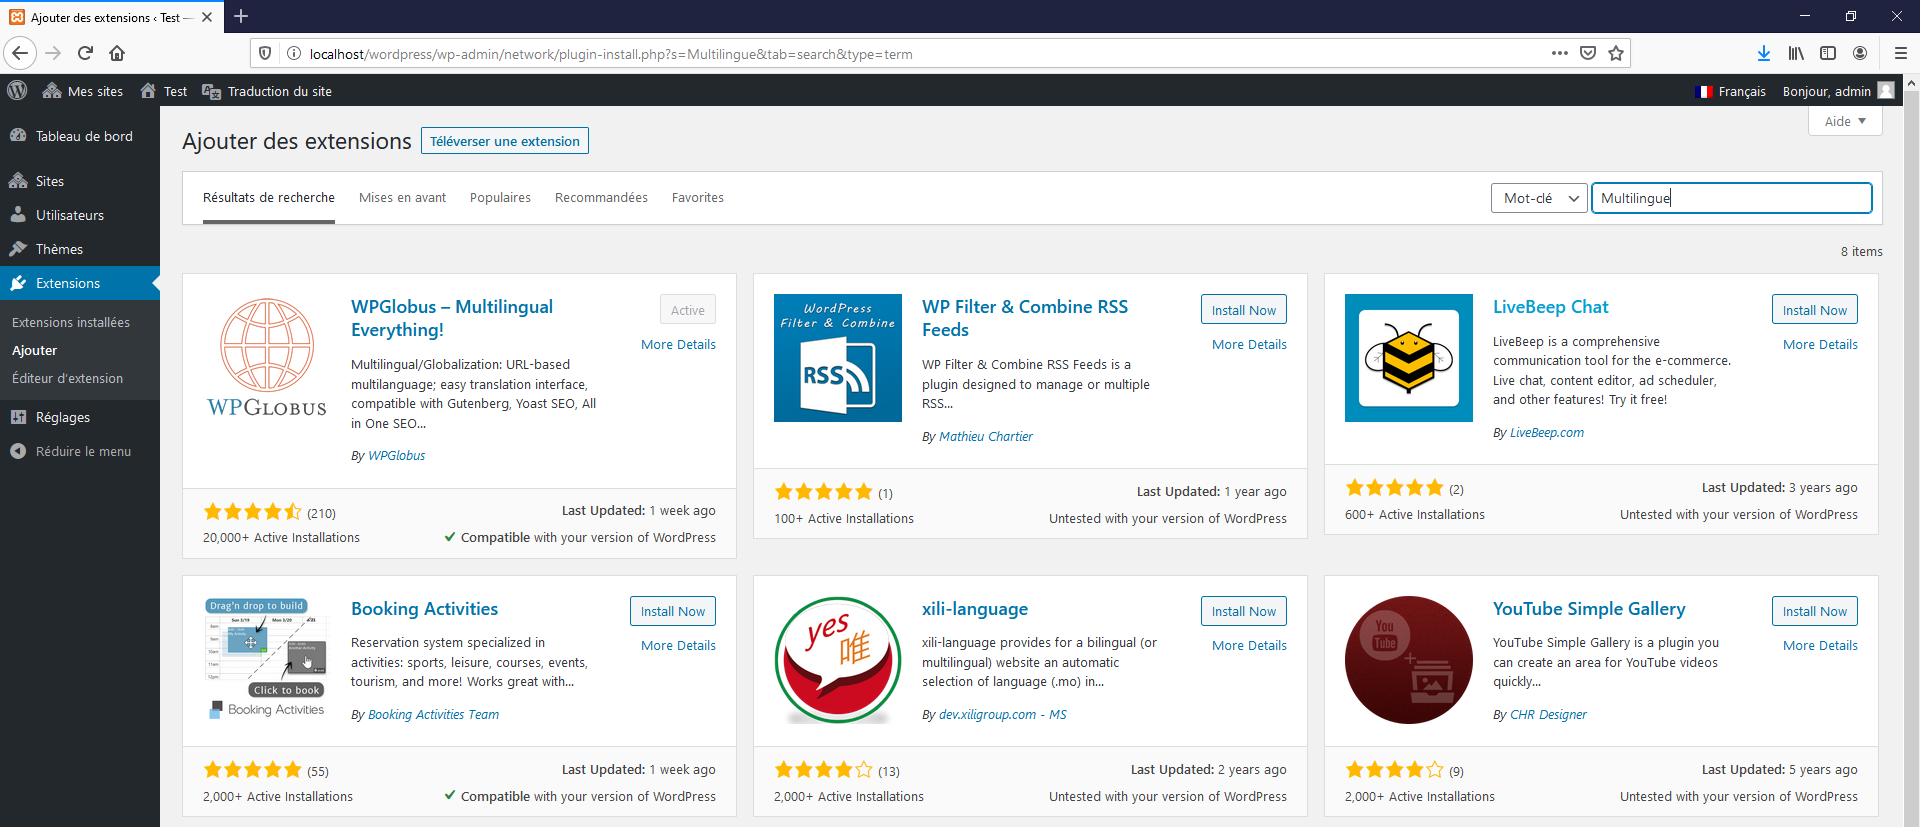 Ajouter des extensions ‹ Test —
localhost/wordpress/wp-admin/network/plugin-install.php?s=Multilingue&tab=search&type=term
Mes sites
Test
Traduction du site
Français
Bonjour, admin
Tableau de bord
Sites
Utilisateurs
Thèmes
Extensions
Extensions installées
Ajouter
Éditeur d'extension
Réglages
Réduire le menu
Aide
Ajouter des extensions
Téléverser une extension
Résultats de recherche
Mises en avant
Populaires
Recommandées
Favorites
Mot-clé
Multilingue
8 items
WPGLOBUS
WPGlobus – Multilingual
Everything!
Active
More Details
Multilingual/Globalization: URL-based
multilanguage; easy translation interface,
compatible with Gutenberg, Yoast SEO, All
in One SEO...
By WPGlobus
(210)
Last Updated: 1 week ago
20,000+ Active Installations
Compatible with your version of WordPress
WordPress
Filter & Combine
RSS
WP Filter & Combine RSS
Feeds
Install Now
More Details
WP Filter & Combine RSS Feeds is a
plugin designed to manage or multiple
RSS...
By Mathieu Chartier
(1)
Last Updated: 1 year ago
100+ Active Installations
Untested with your version of WordPress
LiveBeep Chat
Install Now
More Details
LiveBeep is a comprehensive
communication tool for the e-commerce.
Live chat, content editor, ad scheduler,
and other features! Try it free!
By LiveBeep.com
(2)
Last Updated: 3 years ago
600+ Active Installations
Untested with your version of WordPress
Drag'n drop to build
Click to book
Booking Activities
Booking Activities
Install Now
More Details
Reservation system specialized in
activities: sports, leisure, courses, events,
tourism, and more! Works great with...
By Booking Activities Team
(55)
Last Updated: 1 week ago
2,000+ Active Installations
Compatible with your version of WordPress
yes
唯
xili-language
Install Now
More Details
xili-language provides for a bilingual (or
multilingual) website an automatic
selection of language (.mo) in...
By dev.xiligroup.com - MS
(13)
Last Updated: 2 years ago
2,000+ Active Installations
Untested with your version of WordPress
You
Tube
YouTube Simple Gallery
Install Now
More Details
YouTube Simple Gallery is a plugin you
can create an area for YouTube videos
quickly...
By CHR Designer
(9)
Last Updated: 5 years ago
2,000+ Active Installations
Untested with your version of WordPress